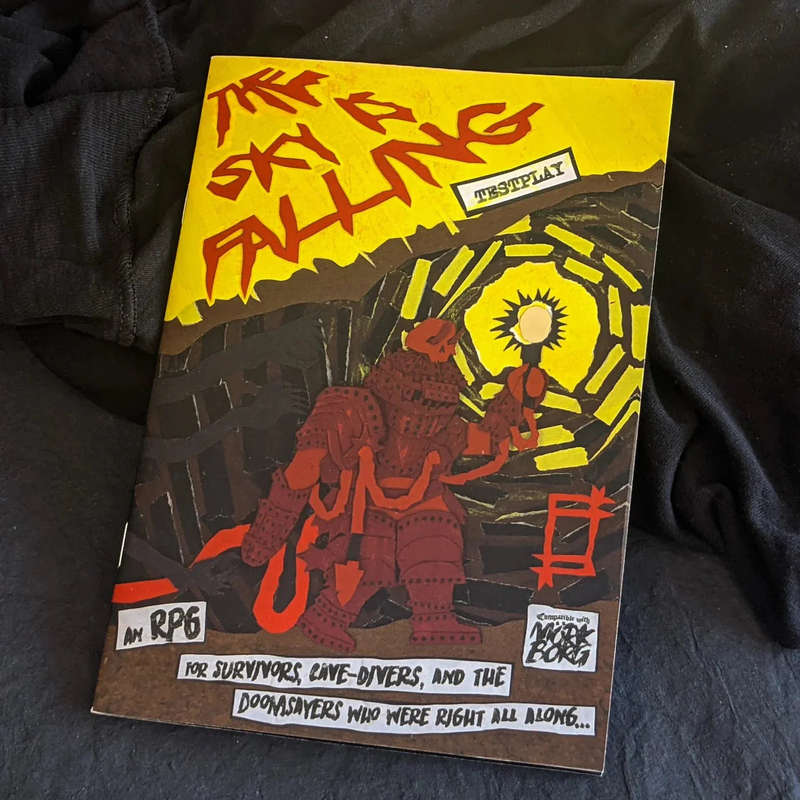 THE
SKY IS
FALLING
TESTPLAY
AN RPG
Compatible with
MÖRK
BORG
FOR SURVIVORS, CAVE-DIVERS, AND THE
DOOMSAYERS WHO WERE RIGHT ALL ALONG...